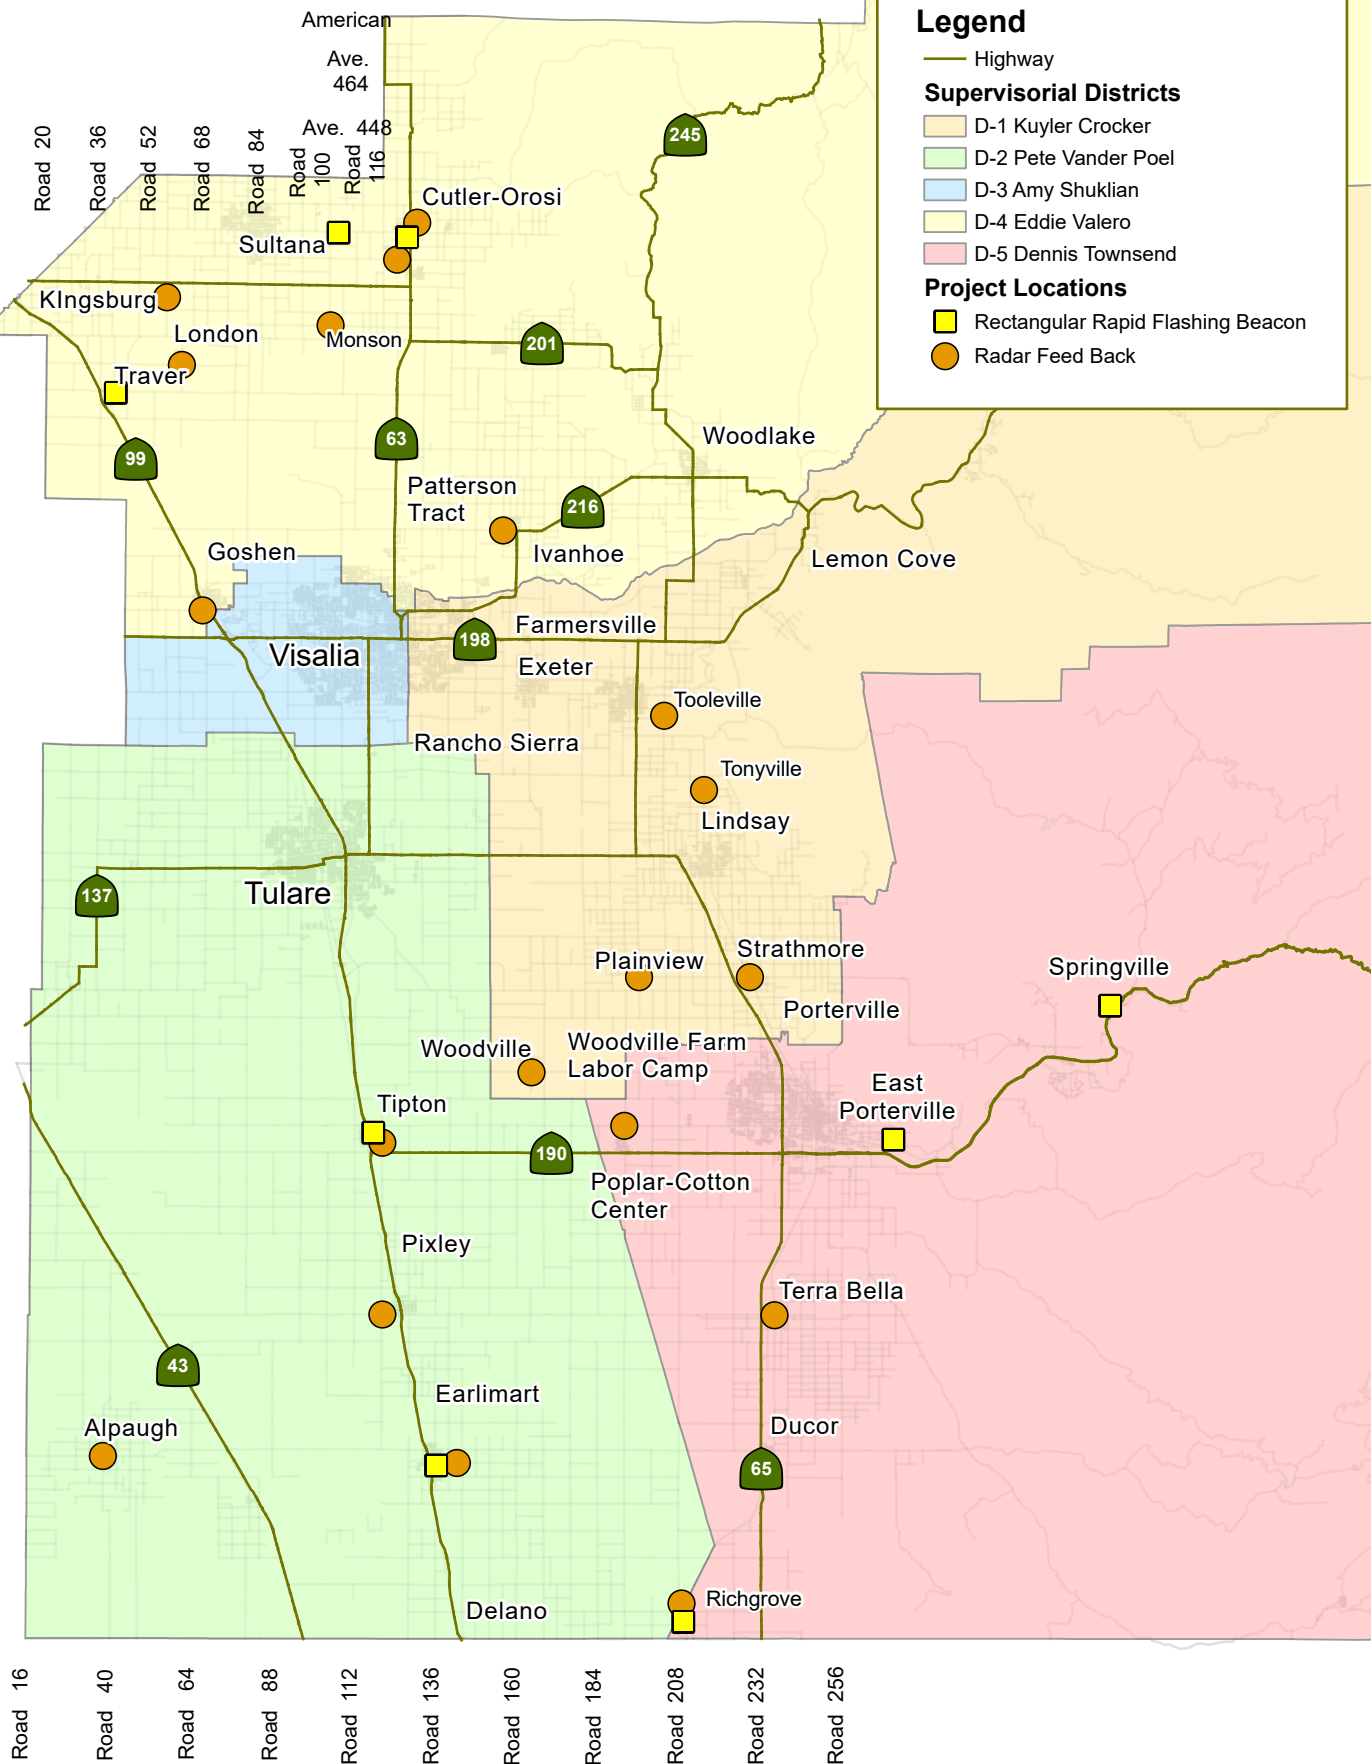 American
Ave.
464
Ave. 448
Road 20
Road 36
Road 52
Road 68
Road 84
Road
100
Road
116
Legend
Highway
Supervisorial Districts
D-1 Kuyler Crocker
D-2 Pete Vander Poel
D-3 Amy Shuklian
D-4 Eddie Valero
D-5 Dennis Townsend
Project Locations
Rectangular Rapid Flashing Beacon
Radar Feed Back
245
Cutler-Orosi
Sultana
KIngsburg
London
Monson
201
Traver
99
63
Woodlake
Patterson
Tract
216
Goshen
Ivanhoe
Lemon Cove
Farmersville
198
Visalia
Exeter
Tooleville
Rancho Sierra
Tonyville
Lindsay
137
Tulare
Strathmore
Plainview
Springville
Porterville
Woodville
Woodville Farm
Labor Camp
East
Porterville
Tipton
190
Poplar-Cotton
Center
Pixley
Terra Bella
43
Earlimart
Alpaugh
Ducor
65
Richgrove
Delano
Road 16
Road 40
Road 64
Road 88
Road 112
Road 136
Road 160
Road 184
Road 208
Road 232
Road 256